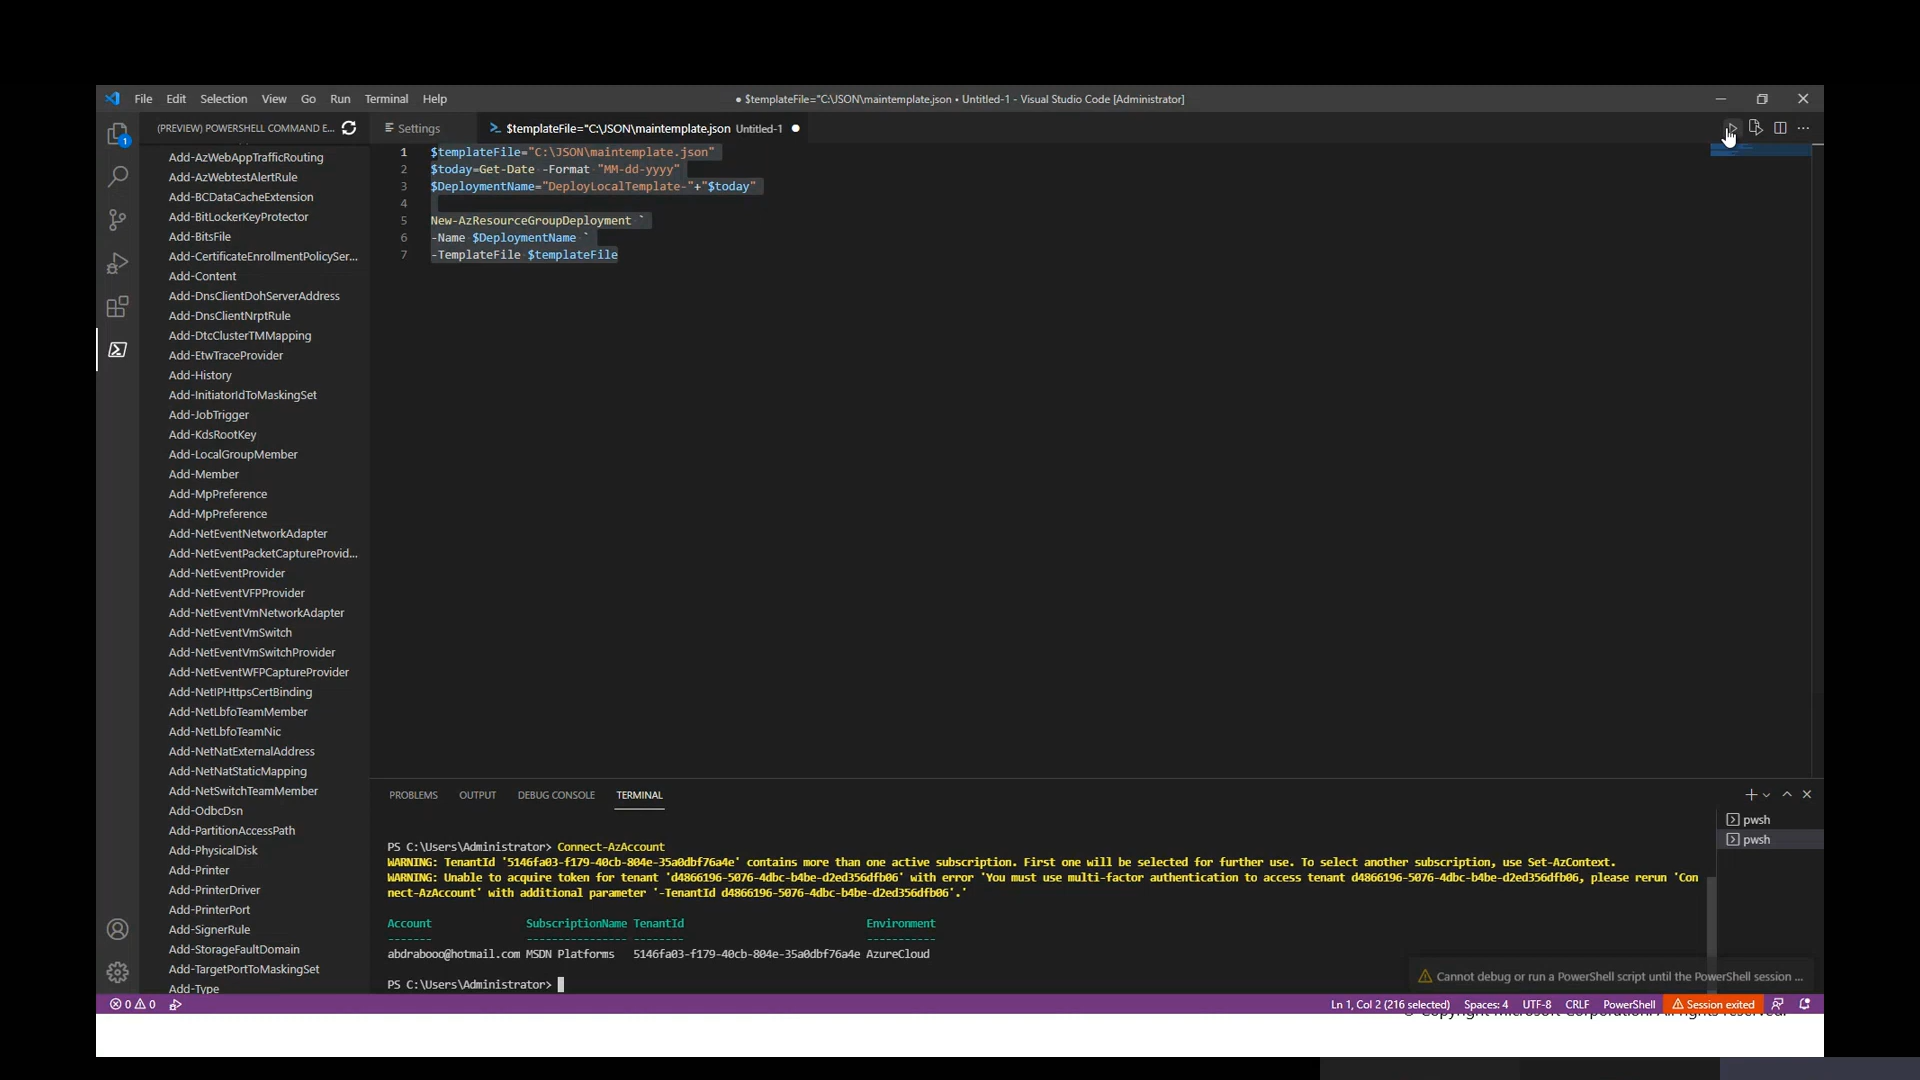 File Edit Selection View Go Run Terminal Help
● $templateFile="C:\JSON\maintemplate.json • Untitled-1 - Visual Studio Code [Administrator]
(PREVIEW) POWERSHELL COMMAND E...
Settings
$templateFile="C:\JSON\maintemplate.json Untitled-1 ●
1
Add-AzWebAppTrafficRouting
Add-AzWebtestAlertRule
Add-BCDataCacheExtension
Add-BitLockerKeyProtector
Add-BitsFile
Add-CertificateEnrollmentPolicySer...
Add-Content
Add-DnsClientDohServerAddress
Add-DnsClientNrptRule
Add-DtcClusterTMMapping
Add-EtwTraceProvider
Add-History
Add-InitiatorIdToMaskingSet
Add-JobTrigger
Add-KdsRootKey
Add-LocalGroupMember
Add-Member
Add-MpPreference
Add-MpPreference
Add-NetEventNetworkAdapter
Add-NetEventPacketCaptureProvid...
Add-NetEventProvider
Add-NetEventVFPProvider
Add-NetEventVmNetworkAdapter
Add-NetEventVmSwitch
Add-NetEventVmSwitchProvider
Add-NetEventWFPCaptureProvider
Add-NetIPHttpsCertBinding
Add-NetLbfoTeamMember
Add-NetLbfoTeamNic
Add-NetNatExternalAddress
Add-NetNatStaticMapping
Add-NetSwitchTeamMember
Add-OdbcDsn
Add-PartitionAccessPath
Add-PhysicalDisk
Add-Printer
Add-PrinterDriver
Add-PrinterPort
Add-SignerRule
Add-StorageFaultDomain
Add-TargetPortToMaskingSet
Add-Type
1 $templateFile="C:\JSON\maintemplate.json"
2 $today=Get-Date -Format "MM-dd-yyyy"
3 $DeploymentName="DeployLocalTemplate-"+"$today"
4
5 New-AzResourceGroupDeployment `
6 -Name $DeploymentName `
7 -TemplateFile $templateFile
PROBLEMS OUTPUT DEBUG CONSOLE TERMINAL
pwsh
pwsh
PS C:\Users\Administrator> Connect-AzAccount
WARNING: TenantId '5146fa03-f179-40cb-804e-35a0dbf76a4e' contains more than one active subscription. First one will be selected for further use. To select another subscription, use Set-AzContext.
WARNING: Unable to acquire token for tenant 'd4866196-5076-4dbc-b4be-d2ed356dfb06' with error 'You must use multi-factor authentication to access tenant d4866196-5076-4dbc-b4be-d2ed356dfb06, please rerun 'Con
nect-AzAccount' with additional parameter '-TenantId d4866196-5076-4dbc-b4be-d2ed356dfb06'.'
Account SubscriptionName TenantId Environment
------- ---------------- -------- -----------
abdrabooo@hotmail.com MSDN Platforms 5146fa03-f179-40cb-804e-35a0dbf76a4e AzureCloud
PS C:\Users\Administrator>
Cannot debug or run a PowerShell script until the PowerShell session ...
0 0 Ln 1, Col 2 (216 selected) Spaces: 4 UTF-8 CRLF PowerShell Session exited
© Copyright Microsoft Corporation. All rights reserved.